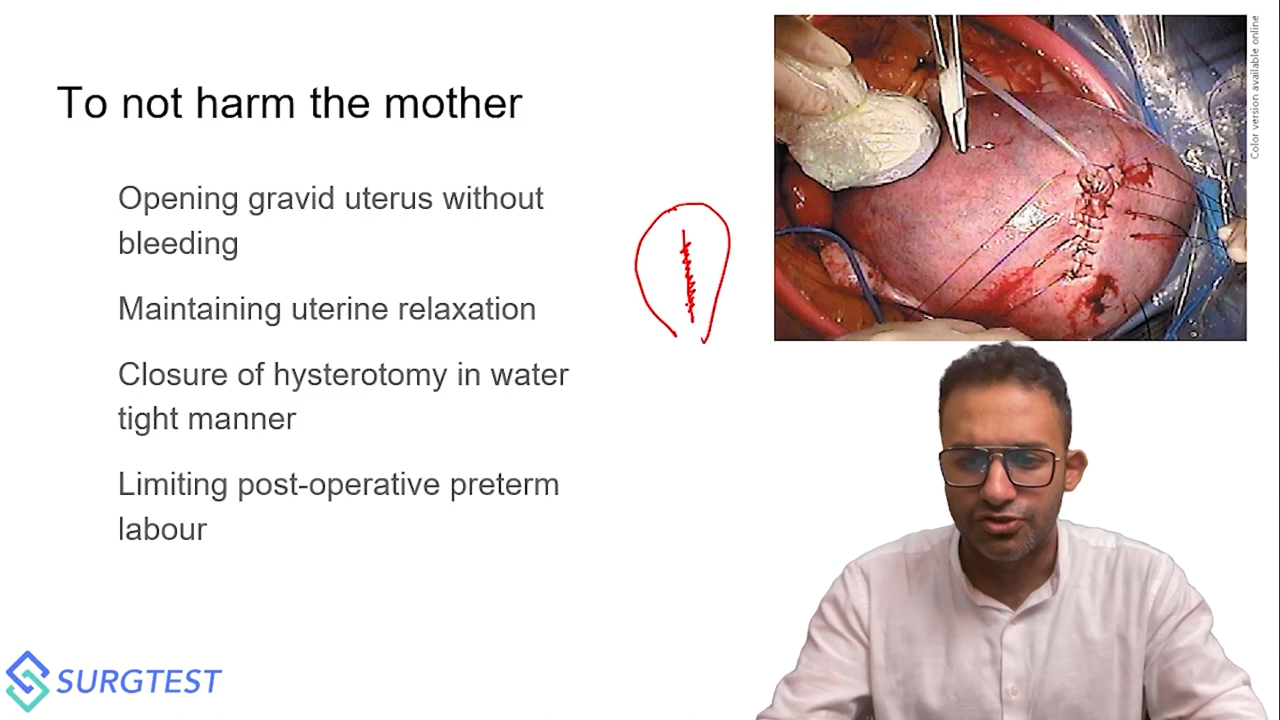 To not harm the mother
Opening gravid uterus without
bleeding
Maintaining uterine relaxation
Closure of hysterotomy in water
tight manner
Limiting post-operative preterm
labour
Color version available online
SURGTEST